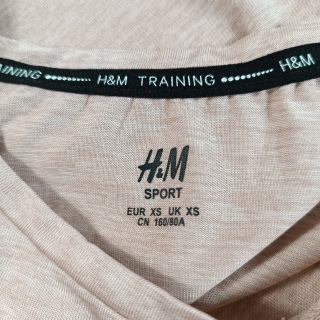 AINING •••••••••••• H&M TRAINING •••••••••••• H&M
H&M
SPORT
EUR XS UK XS
CN 160/80A